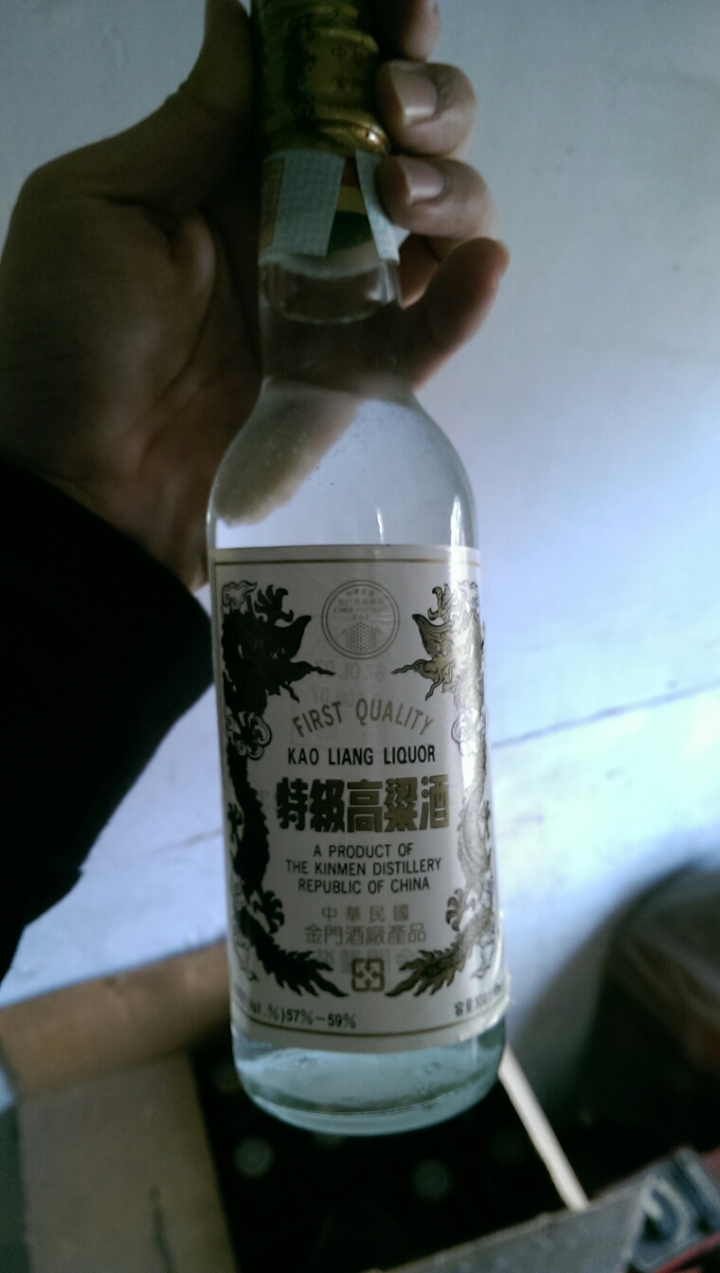 FIRST QUALITY
KAO LIANG LIQUOR
特級高粱酒
A PRODUCT OF
THE KINMEN DISTILLERY
REPUBLIC OF CHINA
中華民國
金門酒廠產品
.%)57%-59%